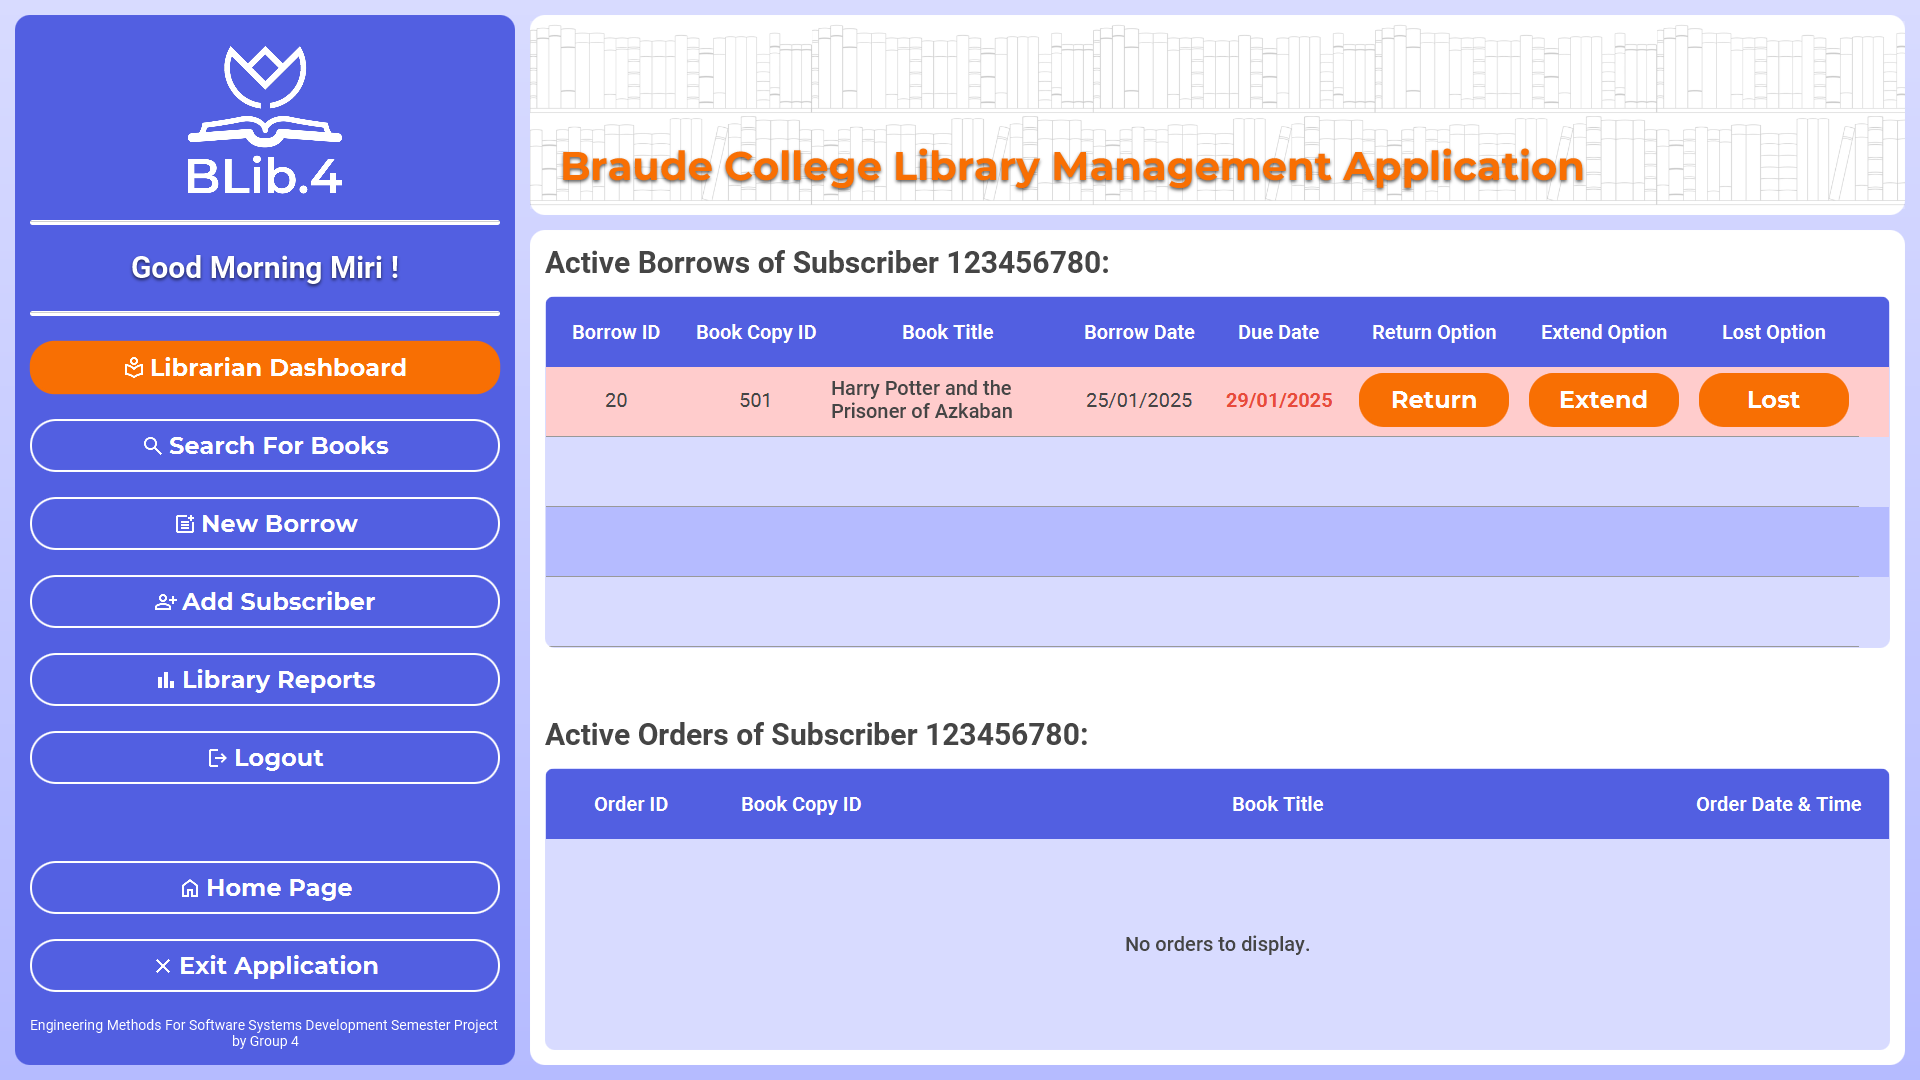 BLib.4
Good Morning Miri !
Librarian Dashboard
Search For Books
New Borrow
Add Subscriber
Library Reports
Logout
Home Page
Exit Application
Engineering Methods For Software Systems Development Semester Project
by Group 4
Braude College Library Management Application
Active Borrows of Subscriber 123456780:
Borrow ID Book Copy ID Book Title Borrow Date Due Date Return Option Extend Option Lost Option
20 501 Harry Potter and the
Prisoner of Azkaban 25/01/2025 29/01/2025 Return Extend Lost
Active Orders of Subscriber 123456780:
Order ID Book Copy ID Book Title Order Date & Time
No orders to display.